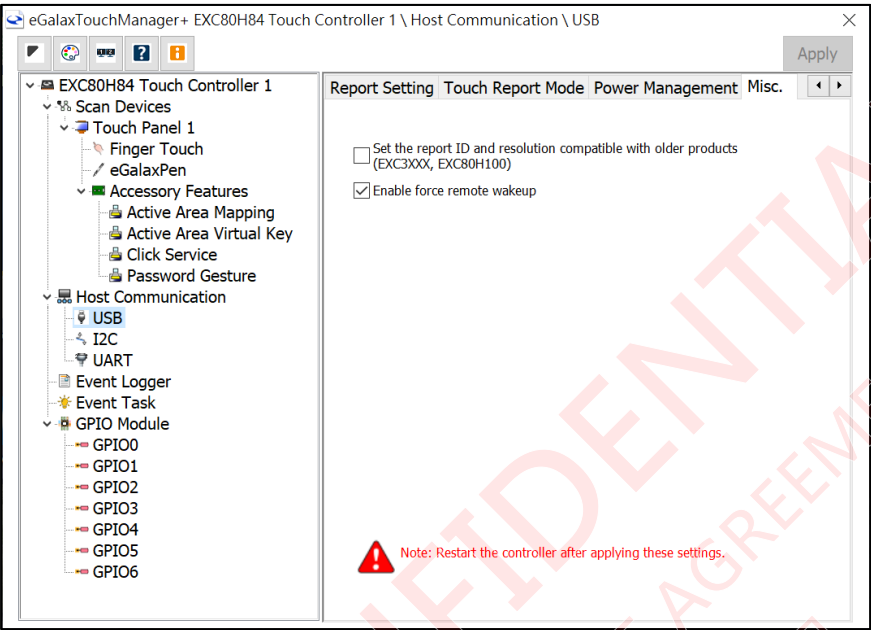 eGalaxTouchManager+ EXC80H84 Touch Controller 1 \ Host Communication \ USB
Apply
EXC80H84 Touch Controller 1
Scan Devices
Touch Panel 1
Finger Touch
eGalaxPen
Accessory Features
Active Area Mapping
Active Area Virtual Key
Click Service
Password Gesture
Host Communication
USB
I2C
UART
Event Logger
Event Task
GPIO Module
GPIO0
GPIO1
GPIO2
GPIO3
GPIO4
GPIO5
GPIO6
Report Setting Touch Report Mode Power Management Misc.
Set the report ID and resolution compatible with older products
(EXC3XXX, EXC80H100)
Enable force remote wakeup
Note: Restart the controller after applying these settings.
FIDENTIA
AGREEM